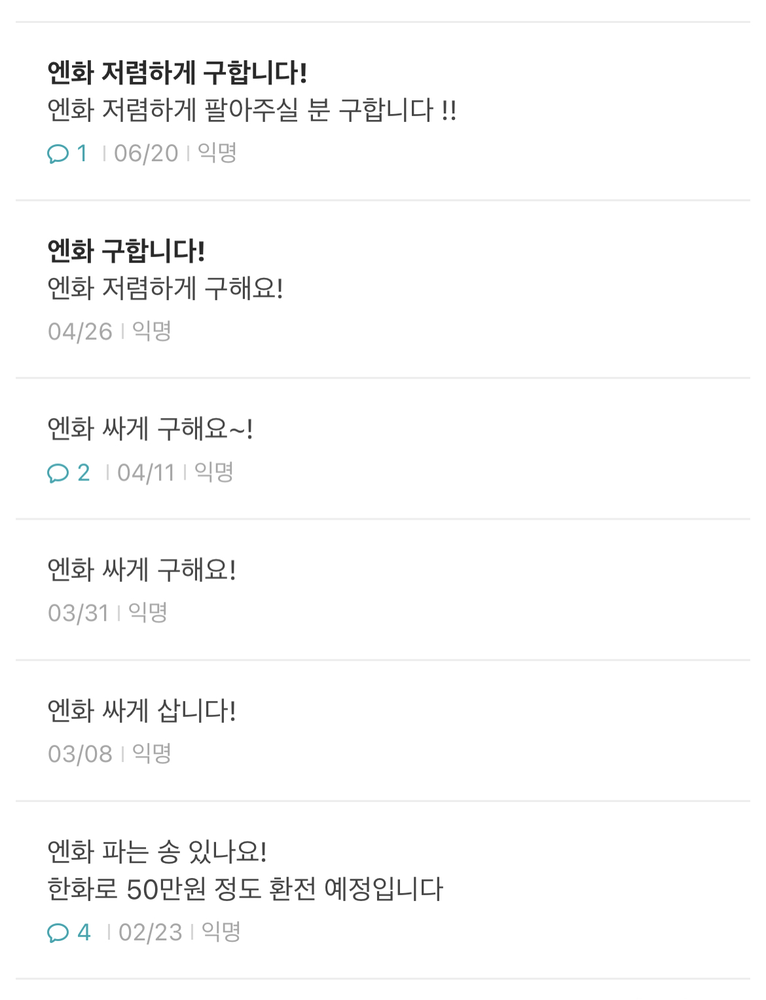 엔화 저렴하게 구합니다!
엔화 저렴하게 팔아주실 분 구합니다 !!
1 | 06/20 | 익명
엔화 구합니다!
엔화 저렴하게 구해요!
04/26 | 익명
엔화 싸게 구해요~!
2 | 04/11 | 익명
엔화 싸게 구해요!
03/31 | 익명
엔화 싸게 삽니다!
03/08 | 익명
엔화 파는 송 있나요!
한화로 50만원 정도 환전 예정입니다
4 | 02/23 | 익명